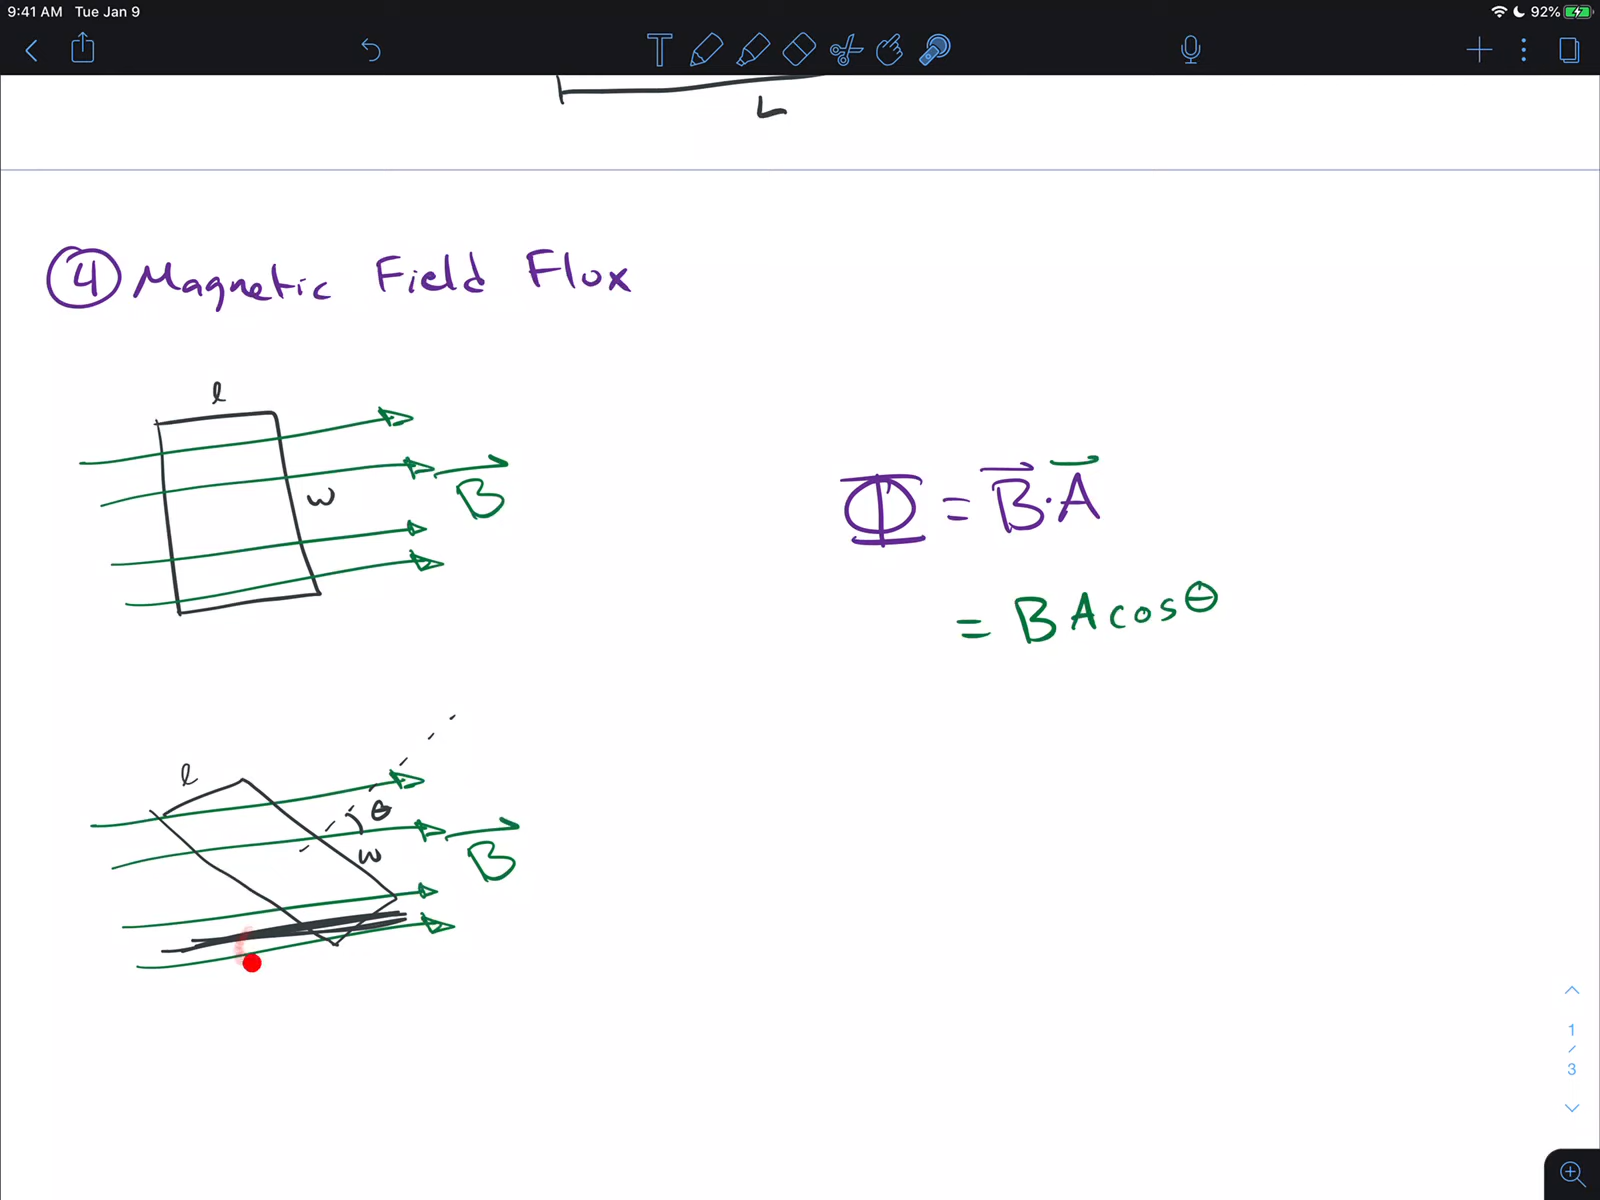 9:41 AM Tue Jan 9
92%
L
④ Magnetic Field Flux
l
w
B
Φ = B⃗·A⃗
= BAcosθ
l
θ
w
B
1
/
3